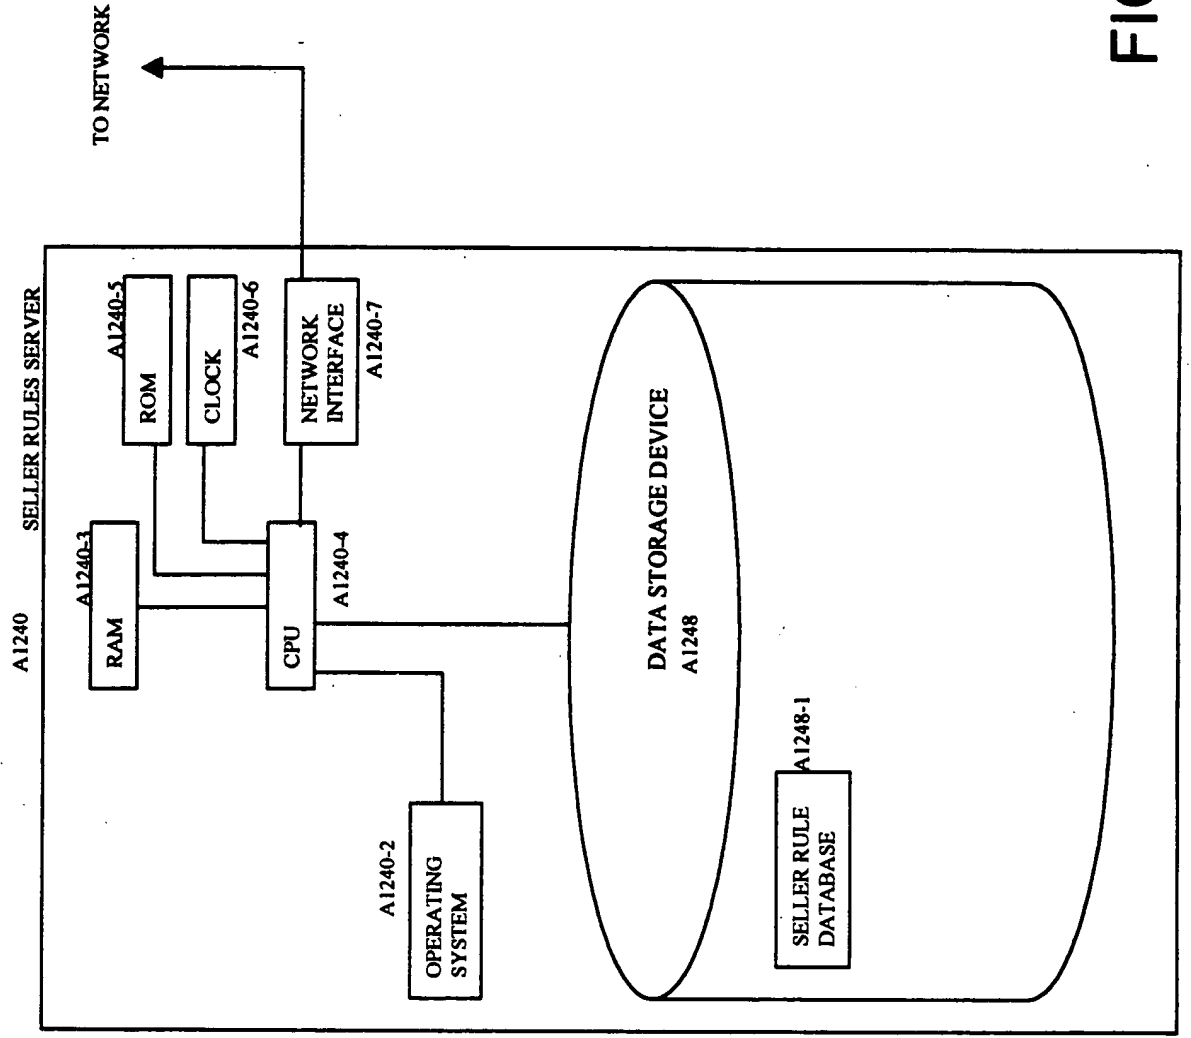 A1240
SELLER RULES SERVER
TO NETWORK
A1240-3
RAM
A1240-5
ROM
CLOCK
A1240-6
CPU
A1240-4
NETWORK
INTERFACE
A1240-7
A1240-2
OPERATING
SYSTEM
DATA STORAGE DEVICE
A1248
A1248-1
SELLER RULE
DATABASE